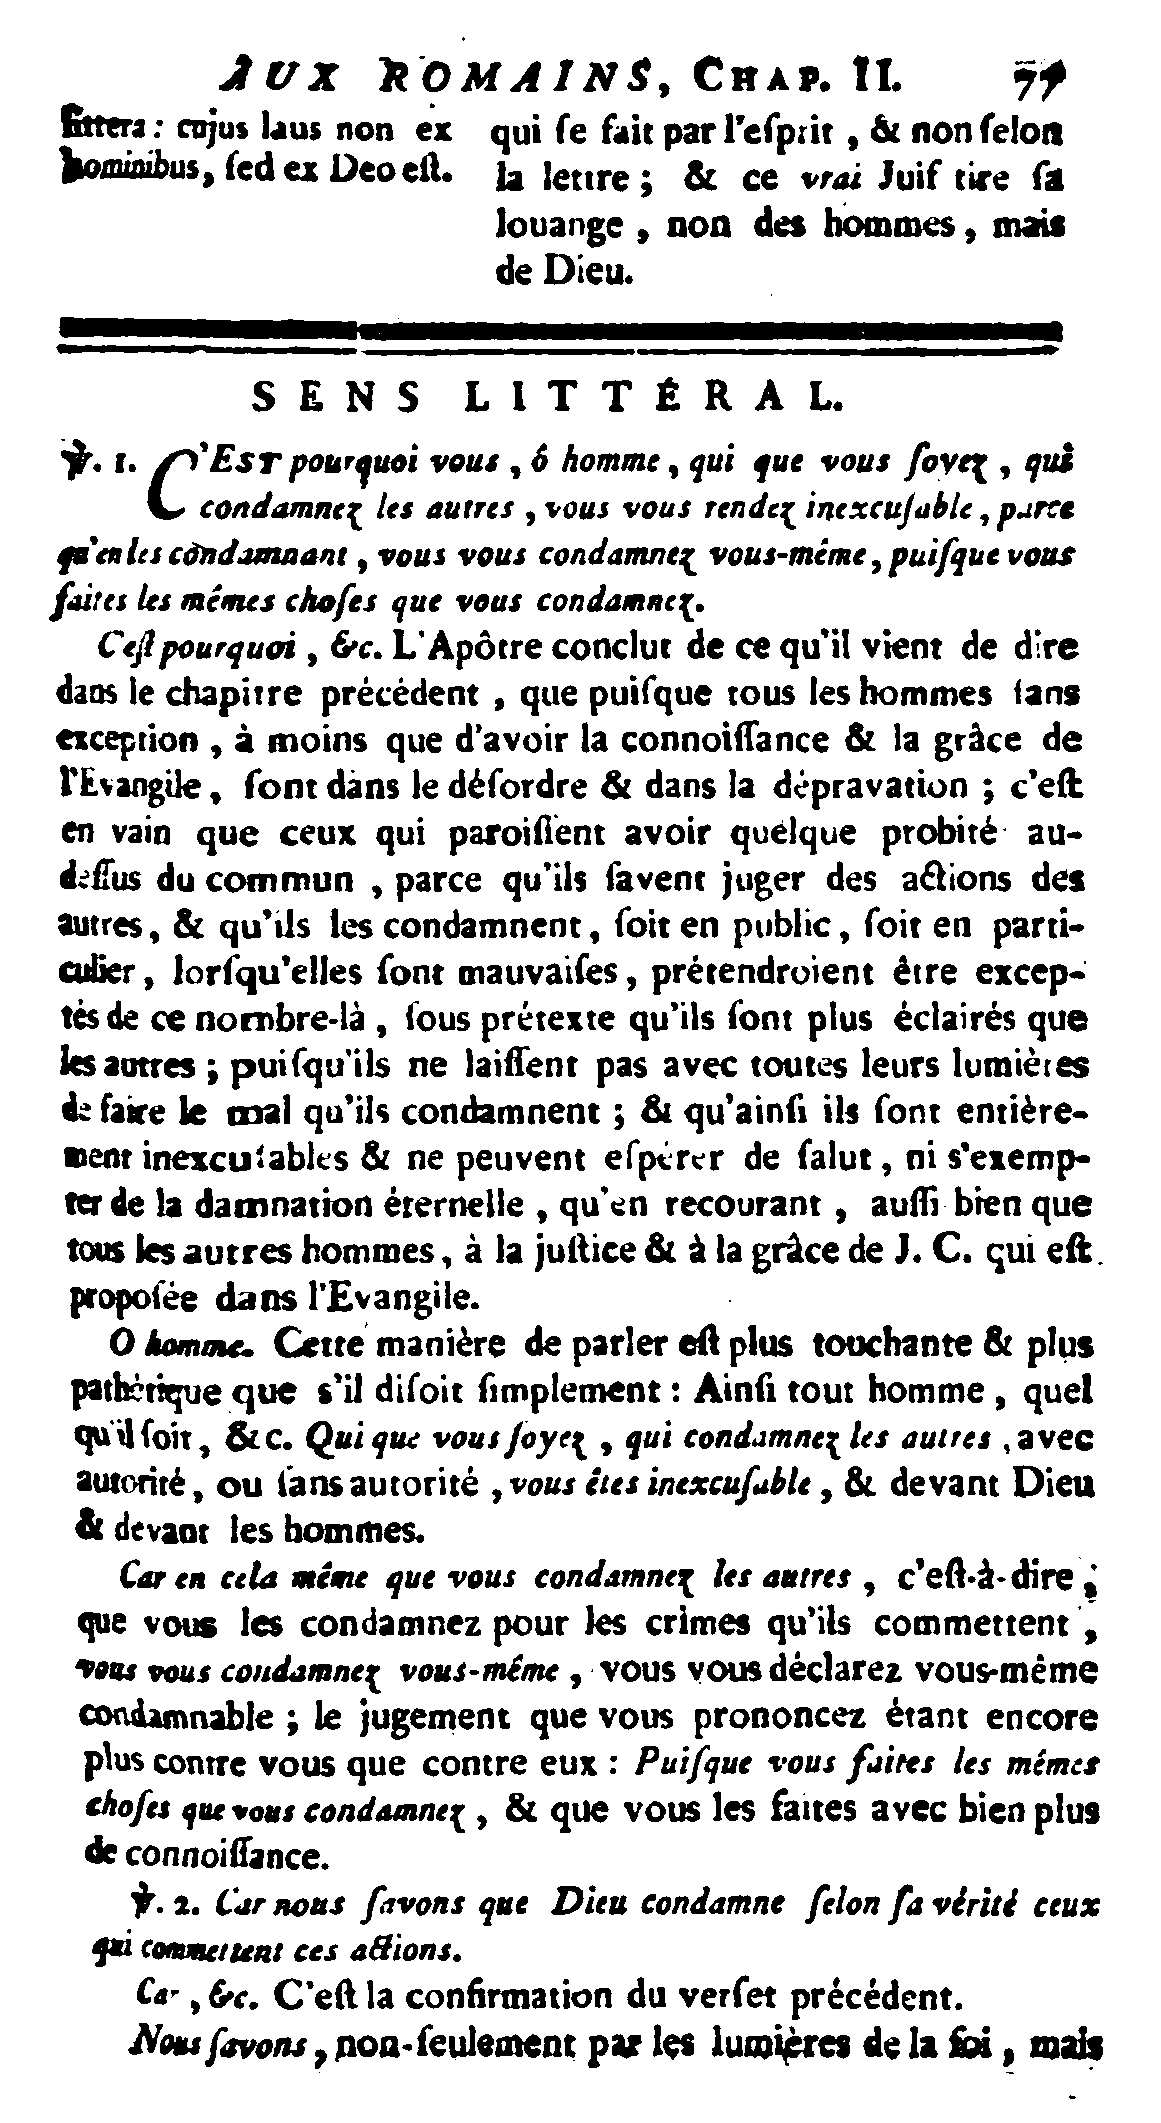 AUX ROMAINS, CHAP. II.
littera : cujus laus non ex
hominibus, ſed ex Deo eſt.
qui ſe fait par l'eſprit , & non ſelon
la lettre ; & ce vrai Juif tire ſa
louange , non des hommes , mais
de Dieu.
SENS LITTÉRAL.
℣. 1. C'EST pourquoi vous , ô homme , qui que vous ſoyez , qui
condamnez les autres , vous vous rendez inexcuſable , parce
qu'en les condamnant , vous vous condamnez vous-même , puiſque vous
faites les mêmes choſes que vous condamnez.
C'eſt pourquoi , &c. L'Apôtre conclut de ce qu'il vient de dire
dans le chapitre précédent , que puiſque tous les hommes ſans
exception , à moins que d'avoir la connoiſſance & la grâce de
l'Evangile , ſont dans le déſordre & dans la dépravation ; c'eſt
en vain que ceux qui paroiſſent avoir quelque probité au-
deſſus du commun , parce qu'ils ſavent juger des actions des
autres , & qu'ils les condamnent , ſoit en public , ſoit en parti-
culier , lorſqu'elles ſont mauvaiſes , prétendroient être excep-
tés de ce nombre-là , ſous prétexte qu'ils ſont plus éclairés que
les autres ; puiſqu'ils ne laiſſent pas avec toutes leurs lumières
de faire le mal qu'ils condamnent ; & qu'ainſi ils ſont entière-
ment inexcuſables & ne peuvent eſpérer de ſalut , ni s'exemp-
ter de la damnation éternelle , qu'en recourant , auſſi bien que
tous les autres hommes , à la juſtice & à la grâce de J. C. qui eſt
propoſée dans l'Evangile.
O homme. Cette manière de parler eſt plus touchante & plus
pathétique que s'il diſoit ſimplement : Ainſi tout homme , quel
qu'il ſoit , &c. Qui que vous ſoyez , qui condamnez les autres , avec
autorité , ou ſans autorité , vous êtes inexcuſable , & devant Dieu
& devant les hommes.
Car en cela même que vous condamnez les autres , c'eſt-à-dire ,
que vous les condamnez pour les crimes qu'ils commettent ,
vous vous condamnez vous-même , vous vous déclarez vous-même
condamnable ; le jugement que vous prononcez étant encore
plus contre vous que contre eux : Puiſque vous faites les mêmes
choſes que vous condamnez , & que vous les faites avec bien plus
de connoiſſance.
℣. 2. Car nous ſavons que Dieu condamne ſelon ſa vérité ceux
qui commettent ces actions.
Car , &c. C'eſt la confirmation du verſet précédent.
Nous ſavons , non-ſeulement par les lumières de la foi , mais